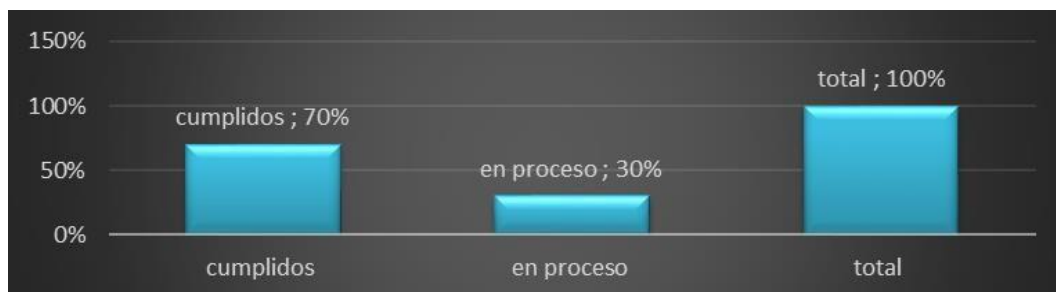 150%
total ; 100%
100%
cumplidos ; 70%
50%
en proceso ; 30%
0%
cumplidos
en proceso
total